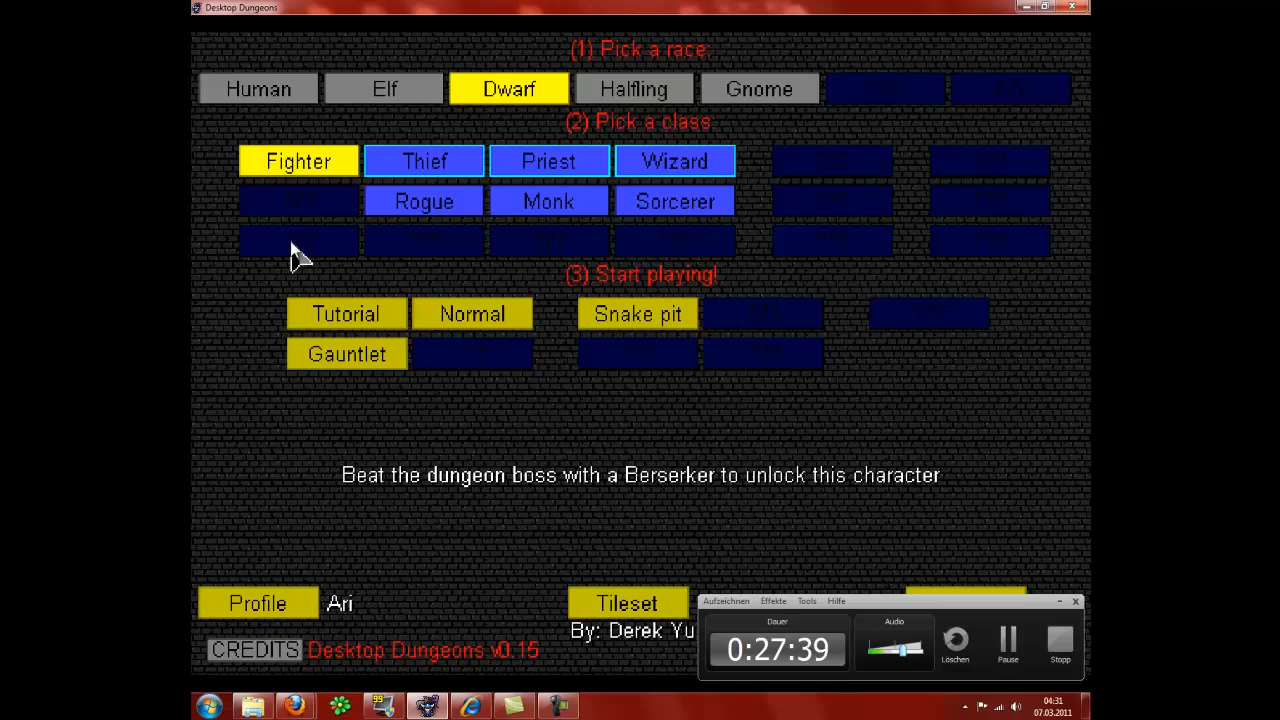 Desktop Dungeons
(1) Pick a race:
Human Elf Dwarf Halfling Gnome
(2) Pick a class:
Fighter Thief Priest Wizard
Rogue Monk Sorcerer
(3) Start playing!
Tutorial Normal Snake pit
Gauntlet
Beat the dungeon boss with a Berserker to unlock this character
Profile Ari Tileset
By: Derek Yu
CREDITS Desktop Dungeons v0.15
Aufzeichnen Effekte Tools Hilfe
Dauer Audio
0:27:39
Löschen Pause Stopp
99
04:31
07.03.2011